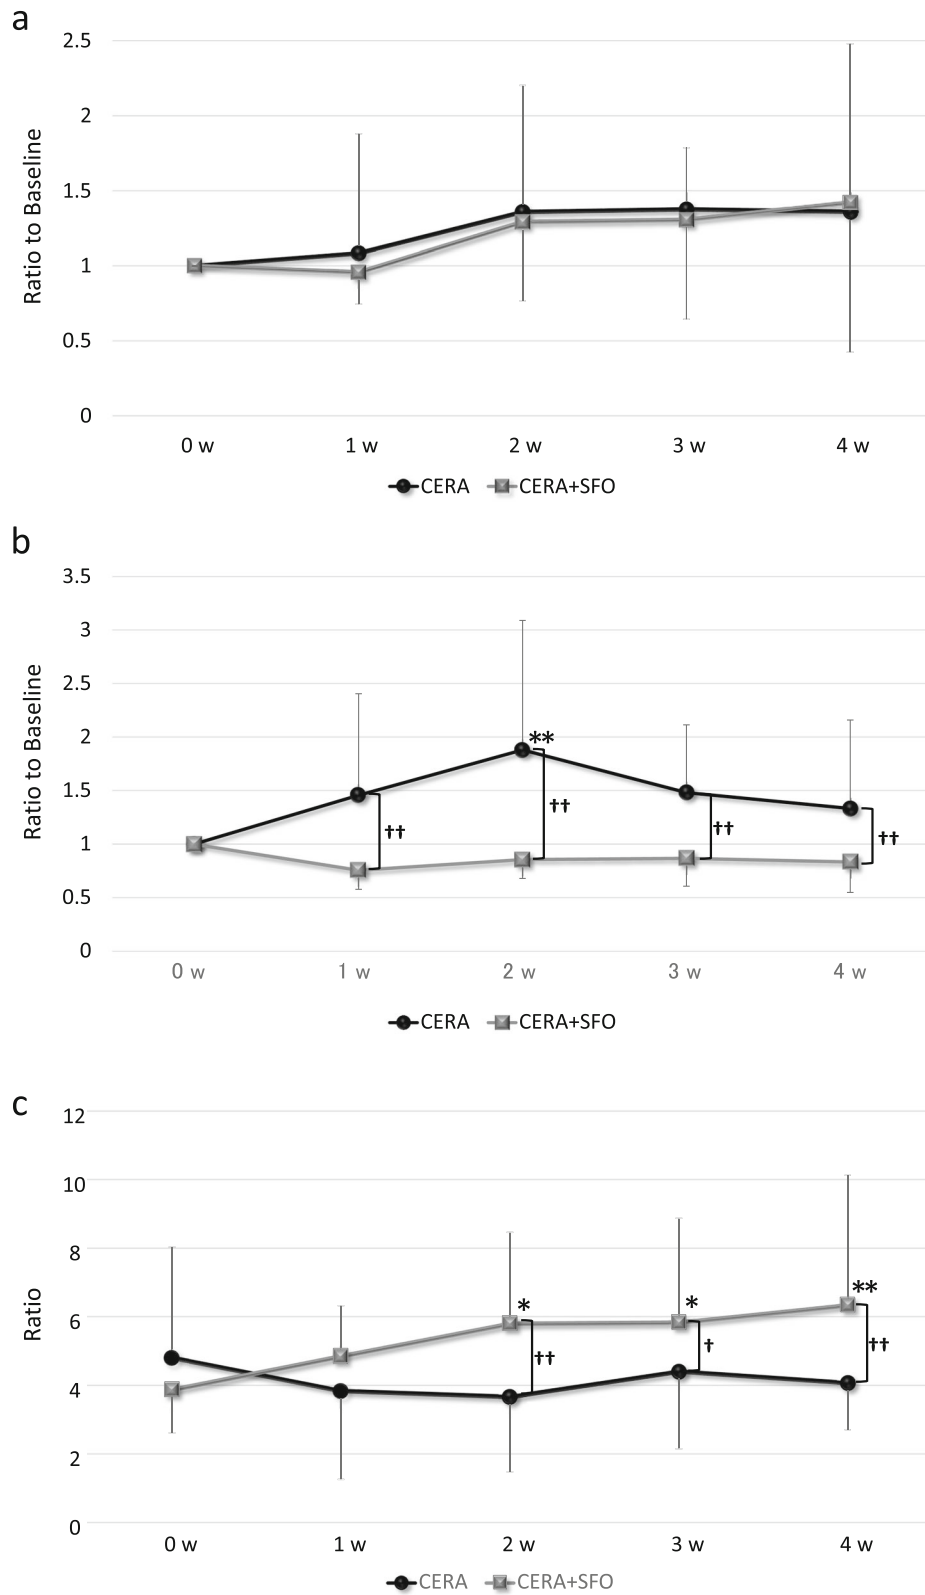 a
Ratio to Baseline
2.5
2
1.5
1
0.5
0
0 w 1 w 2 w 3 w 4 w
CERA CERA+SFO
b
Ratio to Baseline
3.5
3
2.5
2
1.5
1
0.5
0
**
†† †† †† ††
0 w 1 w 2 w 3 w 4 w
CERA CERA+SFO
c
Ratio
12
10
8
6
4
2
0
* * **
†† † ††
0 w 1 w 2 w 3 w 4 w
CERA CERA+SFO